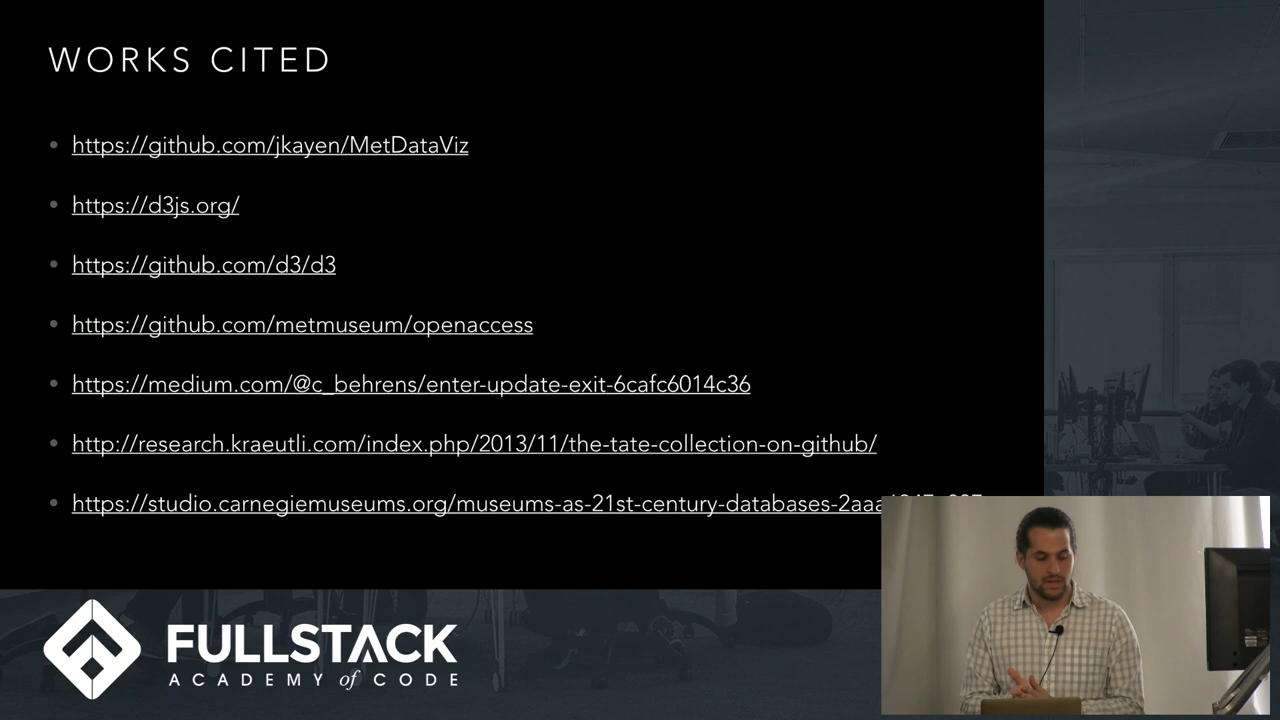 WORKS CITED
https://github.com/jkayen/MetDataViz
https://d3js.org/
https://github.com/d3/d3
https://github.com/metmuseum/openaccess
https://medium.com/@c_behrens/enter-update-exit-6cafc6014c36
http://research.kraeutli.com/index.php/2013/11/the-tate-collection-on-github/
https://studio.carnegiemuseums.org/museums-as-21st-century-databases-2aaa
FULLSTACK
ACADEMY of CODE